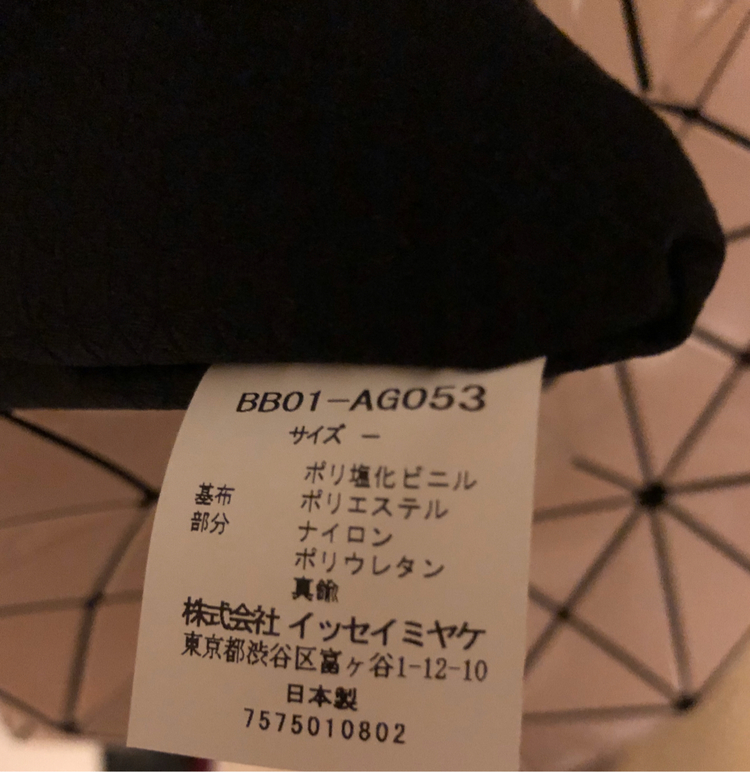 BB01-AG053
サイズ －
ポリ塩化ビニル
基布 ポリエステル
部分 ナイロン
ポリウレタン
真鍮
株式会社 イッセイミヤケ
東京都渋谷区富ヶ谷1-12-10
日本製
7575010802